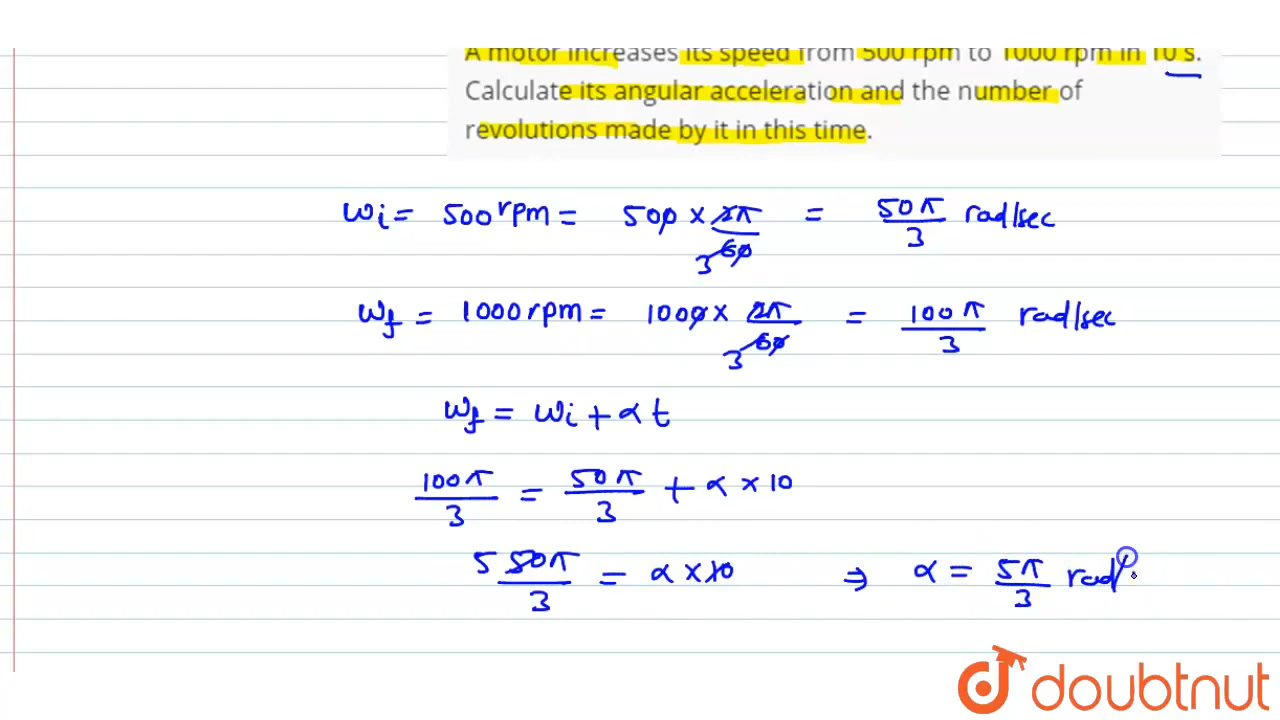 A motor increases its speed from 500 rpm to 1000 rpm in 10 s.
Calculate its angular acceleration and the number of
revolutions made by it in this time.
ωi = 500 rpm = 500 × 2π/60 3 = 50π/3 rad/sec
ωf = 1000 rpm = 1000 × 2π/60 3 = 100π/3 rad/sec
ωf = ωi + αt
100π/3 = 50π/3 + α × 10
5 50π/3 = α × 10 ⇒ α = 5π/3 rad/
doubtnut